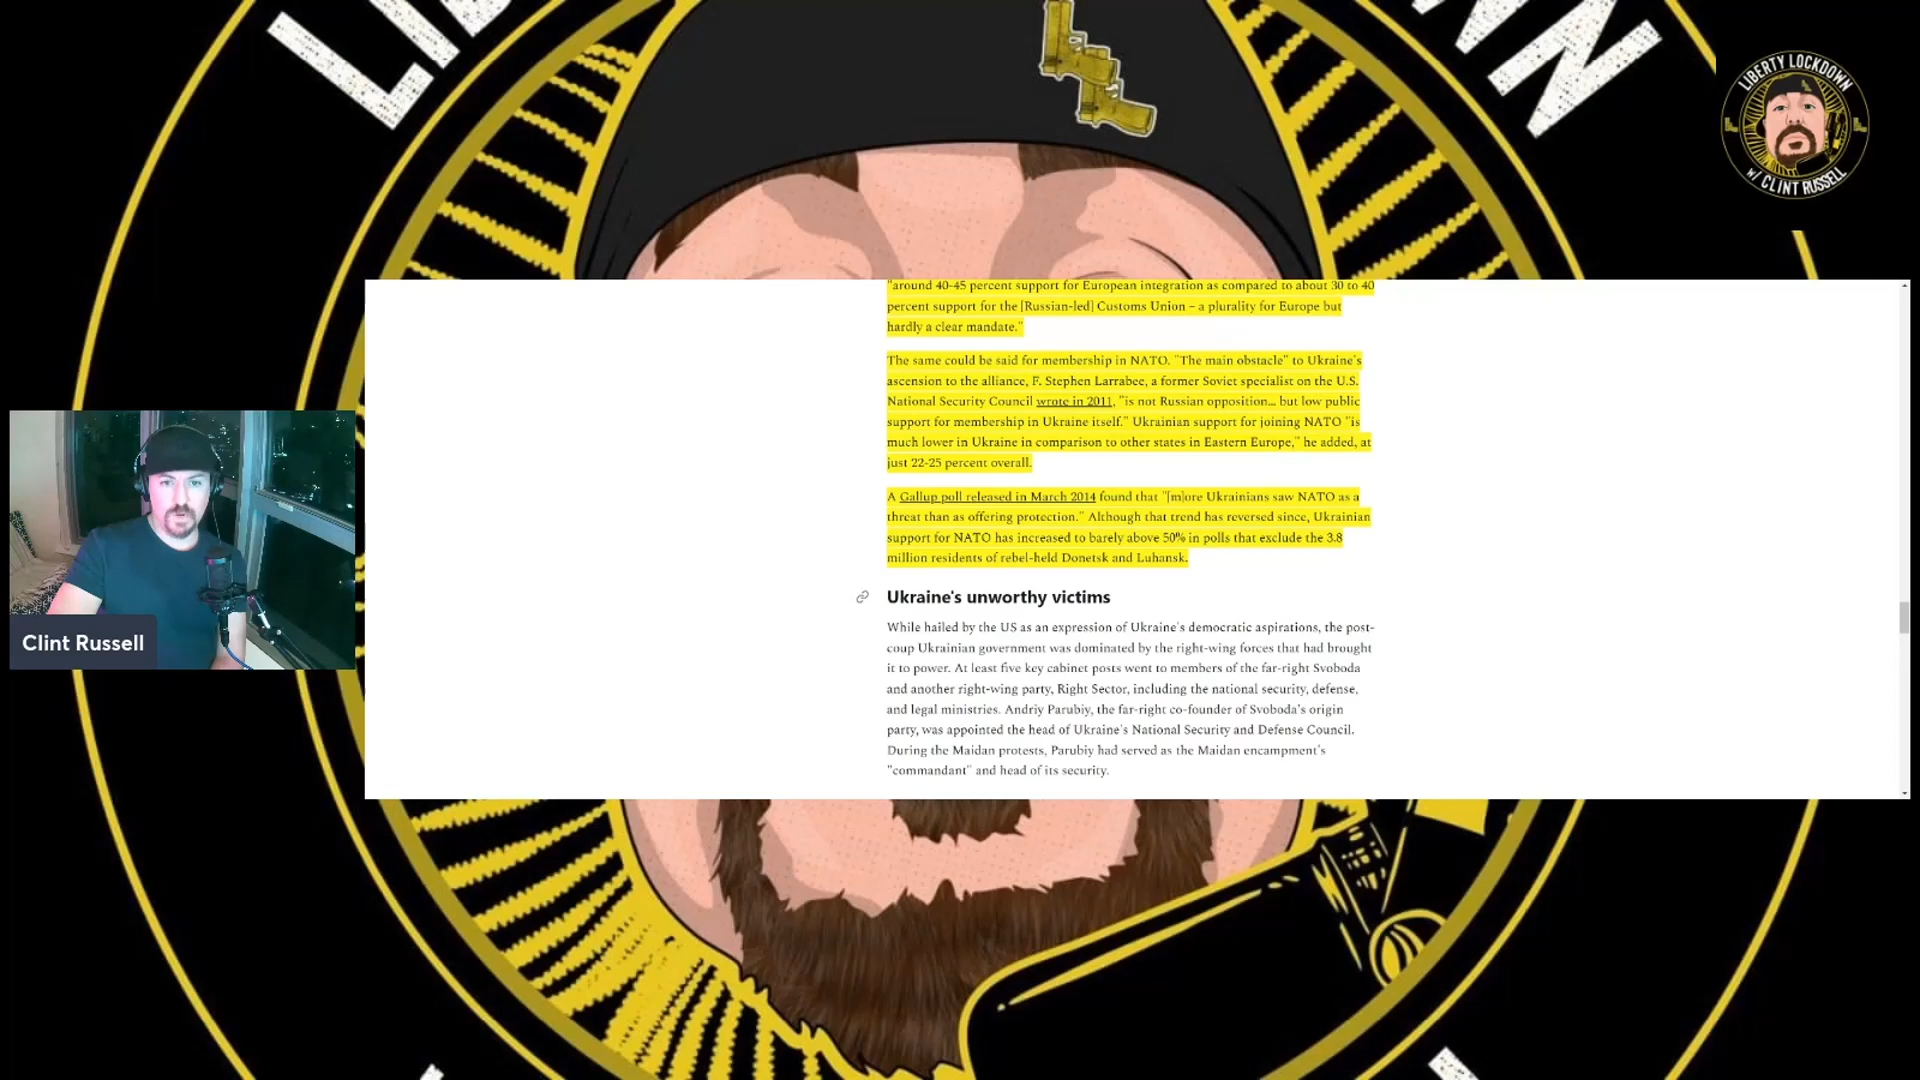 LIBERTY LOCKDOWN
W/ CLINT RUSSELL
"around 40-45 percent support for European integration as compared to about 30 to 40
percent support for the [Russian-led] Customs Union – a plurality for Europe but
hardly a clear mandate."
The same could be said for membership in NATO. "The main obstacle" to Ukraine's
ascension to the alliance, F. Stephen Larrabee, a former Soviet specialist on the U.S.
National Security Council wrote in 2011, "is not Russian opposition… but low public
support for membership in Ukraine itself." Ukrainian support for joining NATO "is
much lower in Ukraine in comparison to other states in Eastern Europe," he added, at
just 22-25 percent overall.
A Gallup poll released in March 2014 found that "[m]ore Ukrainians saw NATO as a
threat than as offering protection." Although that trend has reversed since, Ukrainian
support for NATO has increased to barely above 50% in polls that exclude the 3.8
million residents of rebel-held Donetsk and Luhansk.
Ukraine's unworthy victims
While hailed by the US as an expression of Ukraine's democratic aspirations, the post-
coup Ukrainian government was dominated by the right-wing forces that had brought
it to power. At least five key cabinet posts went to members of the far-right Svoboda
and another right-wing party, Right Sector, including the national security, defense,
and legal ministries. Andriy Parubiy, the far-right co-founder of Svoboda's origin
party, was appointed the head of Ukraine's National Security and Defense Council.
During the Maidan protests, Parubiy had served as the Maidan encampment's
"commandant" and head of its security.
Clint Russell